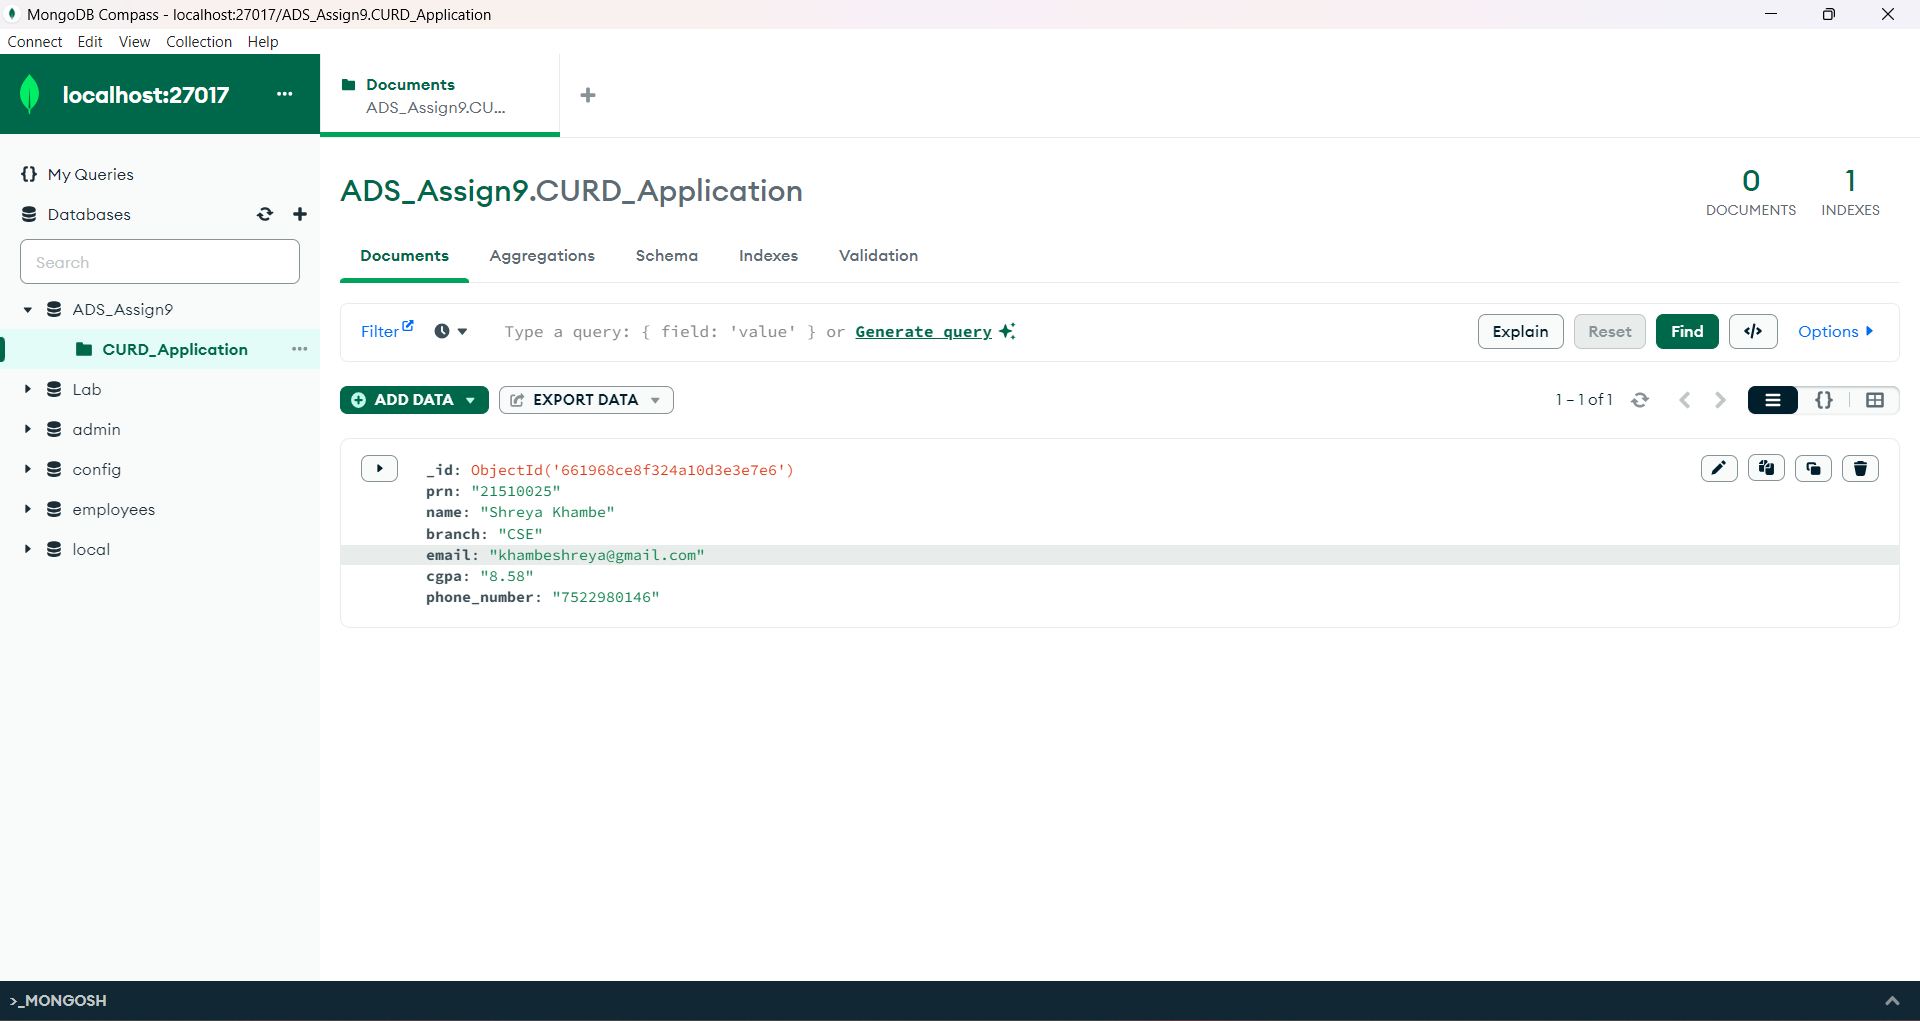 MongoDB Compass - localhost:27017/ADS_Assign9.CURD_Application
Connect Edit View Collection Help
localhost:27017
Documents
ADS_Assign9.CU...
{} My Queries
Databases
Search
ADS_Assign9
CURD_Application
Lab
admin
config
employees
local
ADS_Assign9.CURD_Application
0
DOCUMENTS
1
INDEXES
Documents Aggregations Schema Indexes Validation
Filter Type a query: { field: 'value' } or Generate query Explain Reset Find </> Options
ADD DATA EXPORT DATA 1 – 1 of 1 {}
_id: ObjectId('661968ce8f324a10d3e3e7e6')
prn: "21510025"
name: "Shreya Khambe"
branch: "CSE"
email: "khambeshreya@gmail.com"
cgpa: "8.58"
phone_number: "7522980146"
>_MONGOSH